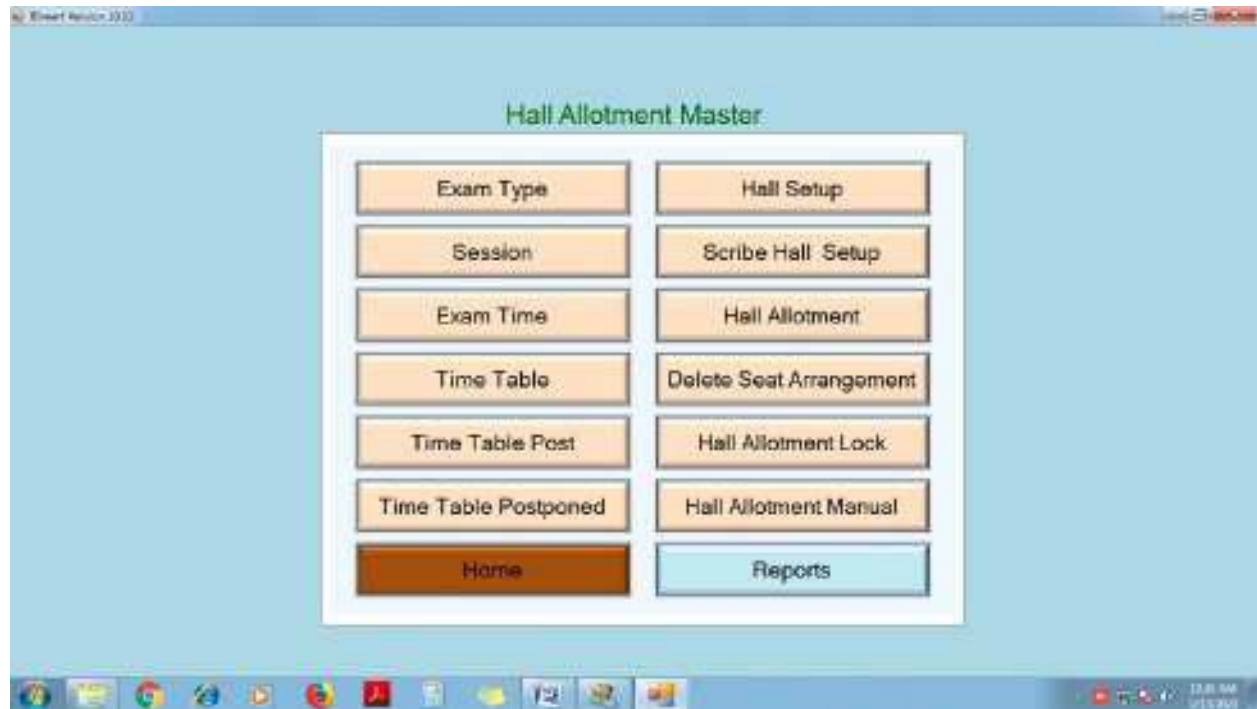 Hall Allotment Master
Exam Type
Hall Setup
Session
Scribe Hall Setup
Exam Time
Hall Allotment
Time Table
Delete Seat Arrangement
Time Table Post
Hall Allotment Lock
Time Table Postponed
Hall Allotment Manual
Home
Reports